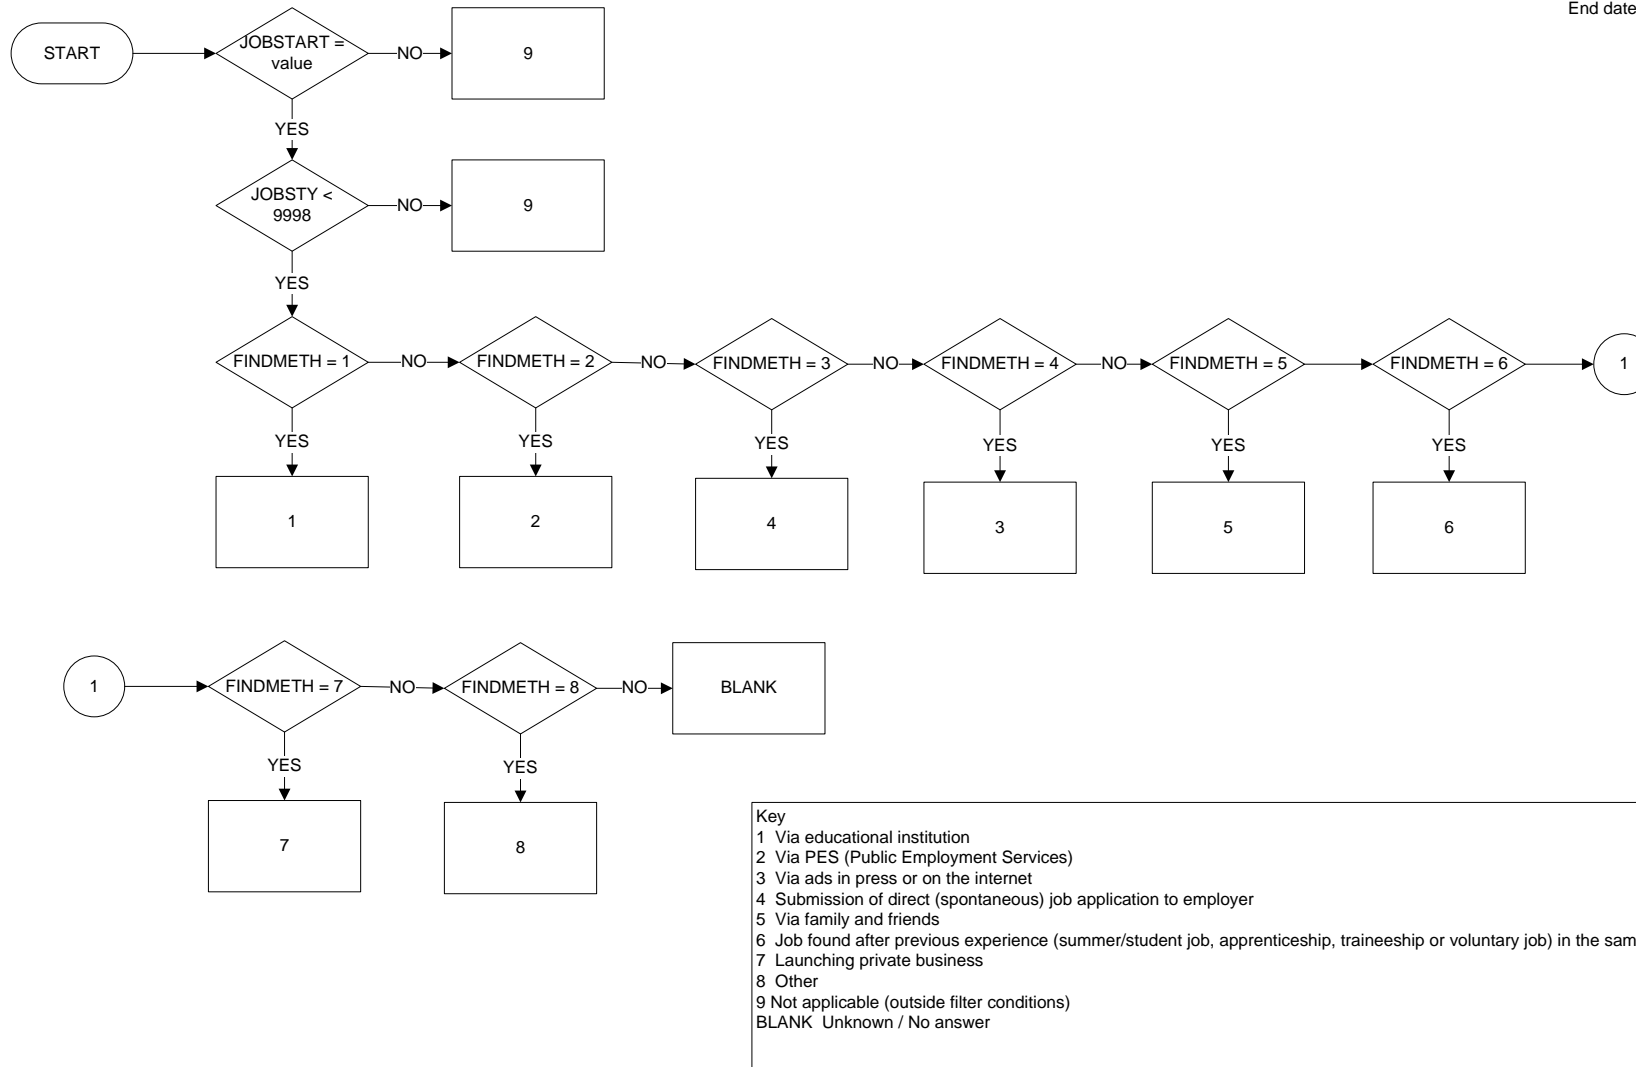 End date
START
JOBSTART =
value
NO
9
YES
JOBSTY <
9998
NO
9
YES
FINDMETH = 1
NO
FINDMETH = 2
NO
FINDMETH = 3
NO
FINDMETH = 4
NO
FINDMETH = 5
FINDMETH = 6
1
YES
YES
YES
YES
YES
YES
1
2
4
3
5
6
1
FINDMETH = 7
NO
FINDMETH = 8
NO
BLANK
YES
YES
7
8
Key
1 Via educational institution
2 Via PES (Public Employment Services)
3 Via ads in press or on the internet
4 Submission of direct (spontaneous) job application to employer
5 Via family and friends
6 Job found after previous experience (summer/student job, apprenticeship, traineeship or voluntary job) in the sam
7 Launching private business
8 Other
9 Not applicable (outside filter conditions)
BLANK Unknown / No answer